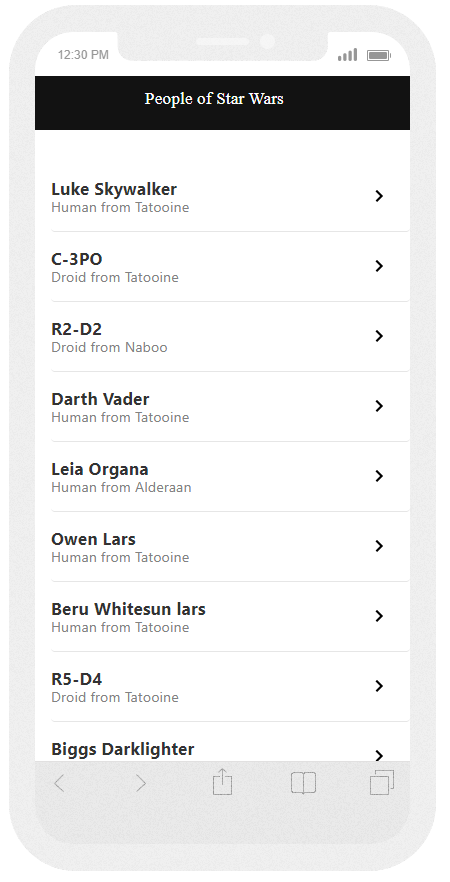 12:30 PM
People of Star Wars
Luke Skywalker
Human from Tatooine
C-3PO
Droid from Tatooine
R2-D2
Droid from Naboo
Darth Vader
Human from Tatooine
Leia Organa
Human from Alderaan
Owen Lars
Human from Tatooine
Beru Whitesun lars
Human from Tatooine
R5-D4
Droid from Tatooine
Biggs Darklighter